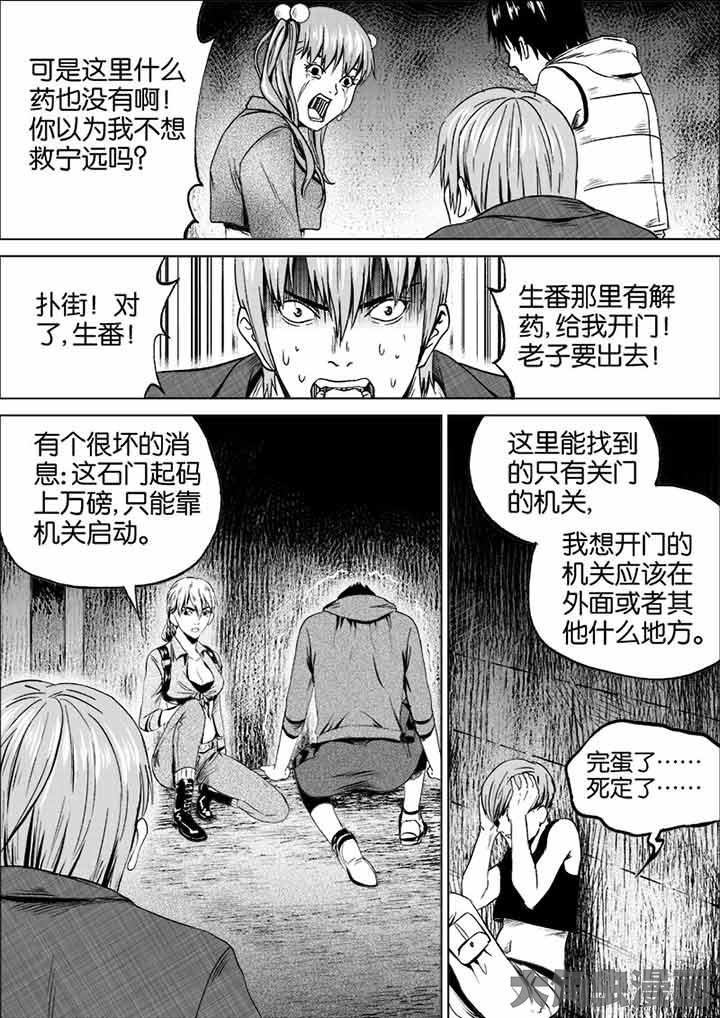 可是这里什么
药也没有啊！
你以为我不想
救宁远吗？
扑街！对
了,生番！
生番那里有解
药,给我开门！
老子要出去！
有个很坏的消
息:这石门起码
上万磅,只能靠
机关启动。
这里能找到
的只有关门
的机关,
我想开门的
机关应该在
外面或者其
他什么地方。
完蛋了……
死定了……